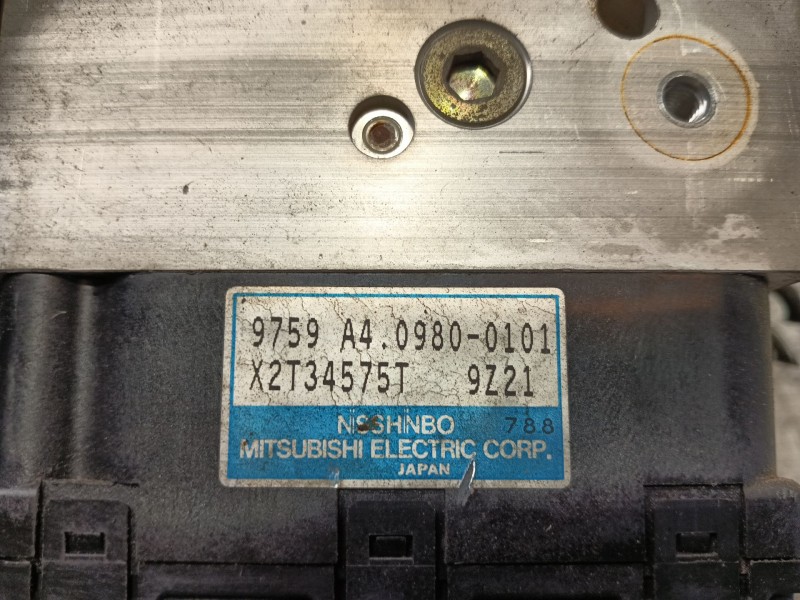 9759 A4.0980-0101
X2T34575T 9Z21
NISSHINBO 788
MITSUBISHI ELECTRIC CORP.
JAPAN